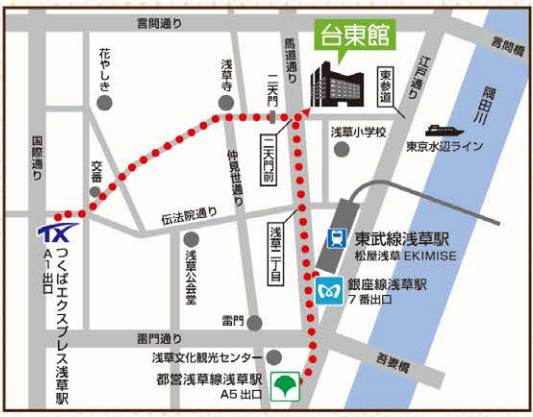 言問通り
台東館
言問橋
馬道通り
江戸通り
花やしき
浅草寺
二天門
東参道
隅田川
国際通り
交番
仲見世通り
二天門前
浅草小学校
東京水辺ライン
伝法院通り
TX
つくばエクスプレス浅草駅
A1出口
浅草公会堂
浅草二丁目
東武線浅草駅
松屋浅草 EKIMISE
銀座線浅草駅
7番出口
雷門
雷門通り
浅草文化観光センター
吾妻橋
都営浅草線浅草駅
A5出口